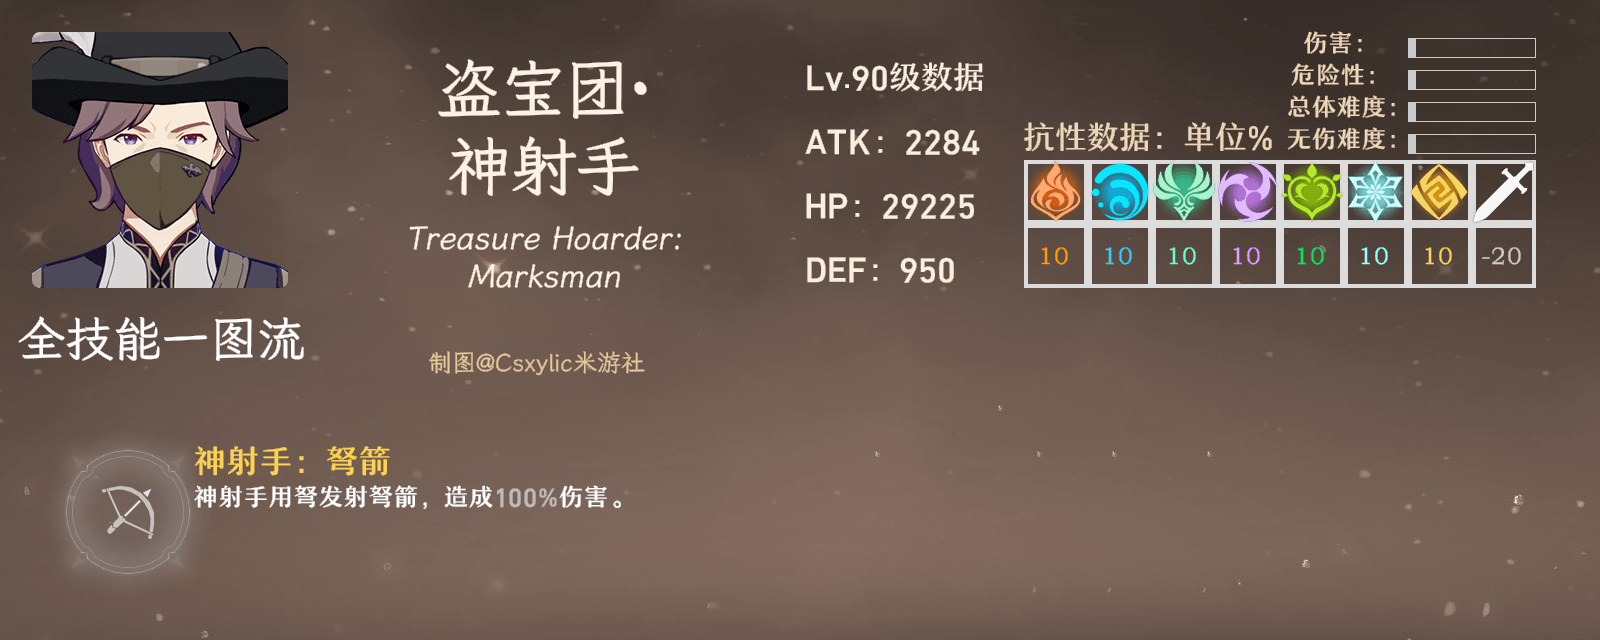 盗宝团·
神射手
Treasure Hoarder:
Marksman
全技能一图流
制图@Csxylic米游社
Lv.90级数据
ATK：2284
HP：29225
DEF：950
伤害：
危险性：
总体难度：
无伤难度：
抗性数据：单位%
10 10 10 10 10 10 10 -20
神射手：弩箭
神射手用弩发射弩箭，造成100%伤害。